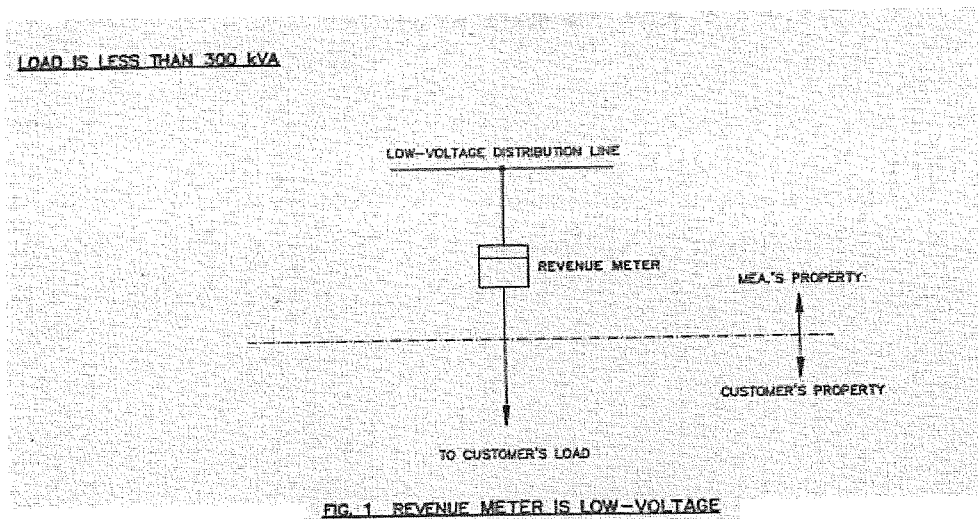 LOAD IS LESS THAN 300 kVA
LOW-VOLTAGE DISTRIBUTION LINE
REVENUE METER
MEA.'S PROPERTY
CUSTOMER'S PROPERTY
TO CUSTOMER'S LOAD
FIG. 1 REVENUE METER IS LOW-VOLTAGE